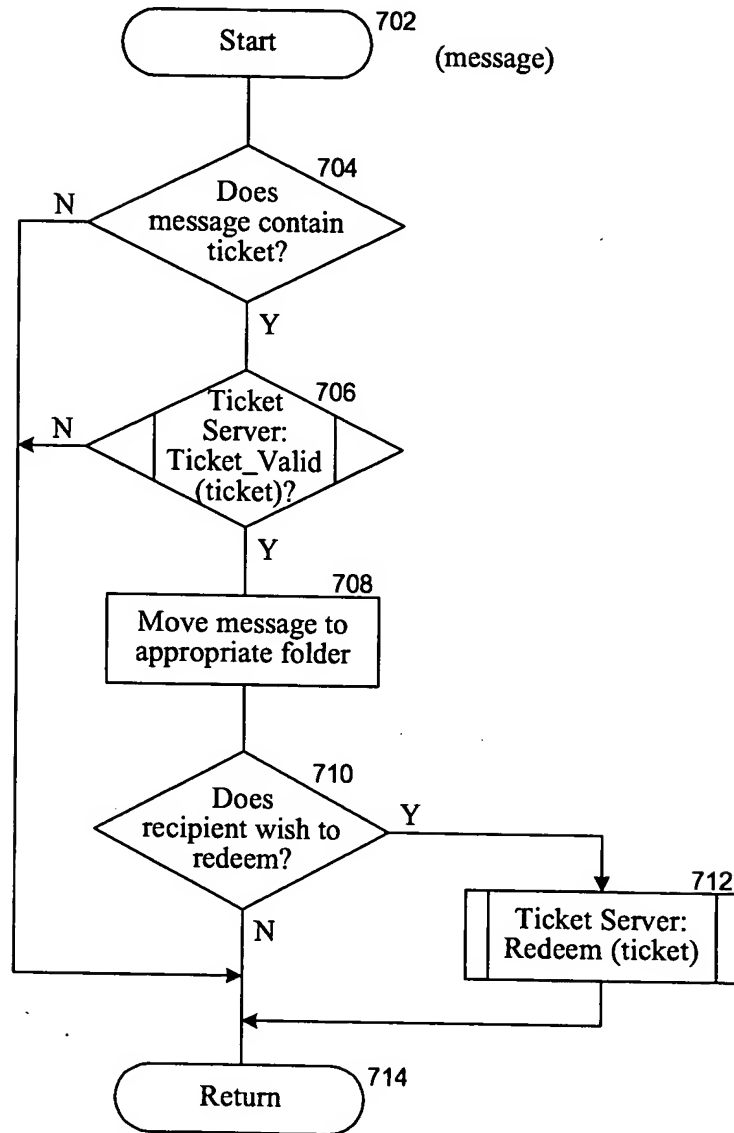 Start
702
(message)
704
Does
message contain
ticket?
N
Y
706
Ticket
Server:
Ticket_Valid
(ticket)?
N
Y
708
Move message to
appropriate folder
710
Does
recipient wish to
redeem?
Y
N
712
Ticket Server:
Redeem (ticket)
Return
714